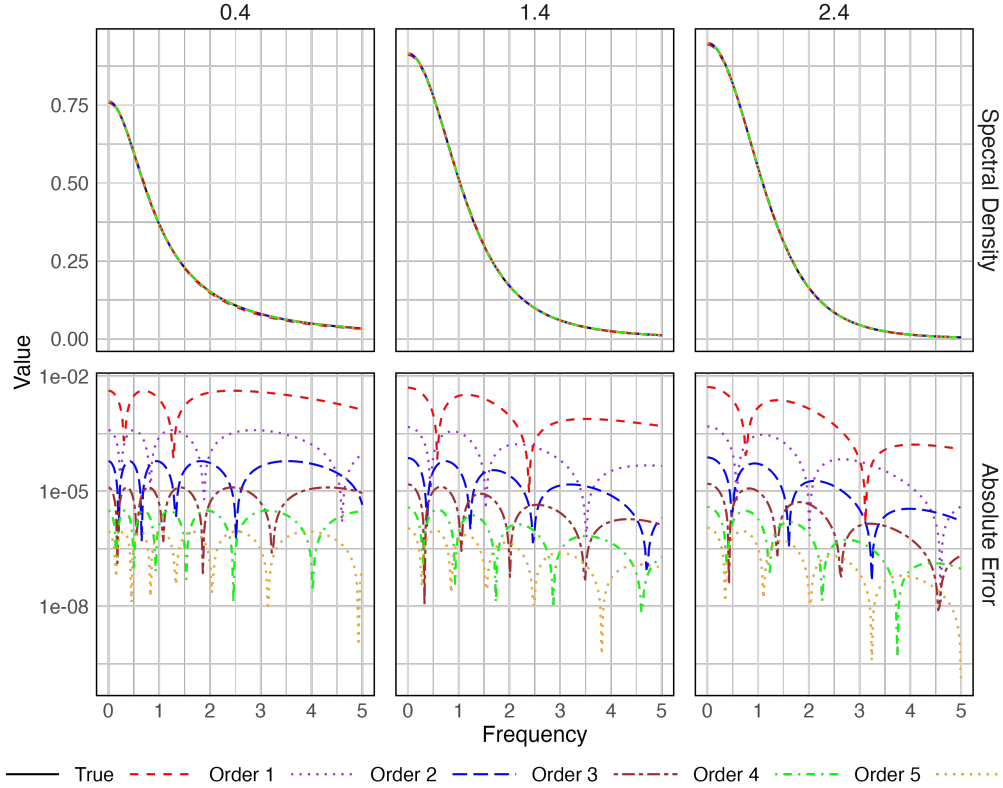 0.4 1.4 2.4
0.75
0.50
0.25
0.00
Spectral Density
Value
1e-02
1e-05
1e-08
Absolute Error
0 1 2 3 4 5 0 1 2 3 4 5 0 1 2 3 4 5
Frequency
True Order 1 Order 2 Order 3 Order 4 Order 5